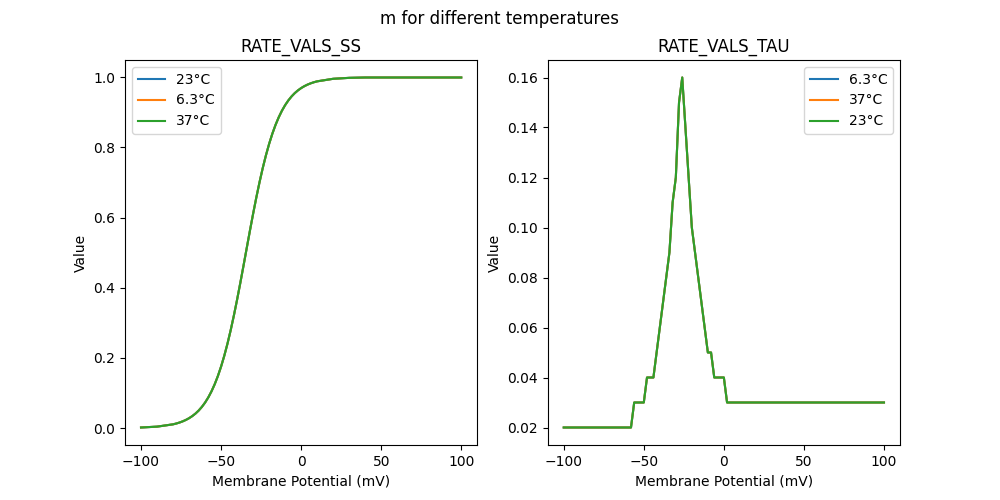 m for different temperatures
RATE_VALS_SS
1.0
0.8
0.6
0.4
0.2
0.0
Value
23°C
6.3°C
37°C
−100
−50
0
50
100
Membrane Potential (mV)
RATE_VALS_TAU
0.16
0.14
0.12
0.10
0.08
0.06
0.04
0.02
Value
6.3°C
37°C
23°C
−100
−50
0
50
100
Membrane Potential (mV)